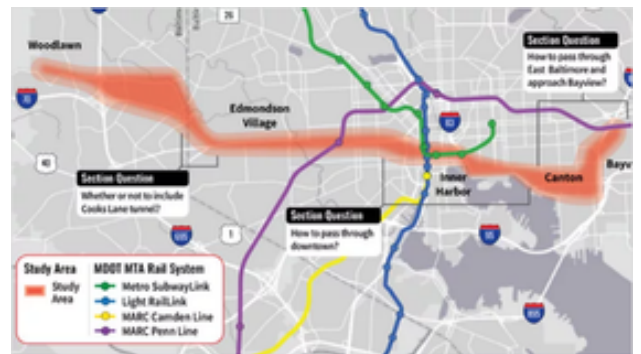 26
Woodlawn
Section Question
How to pass through
East Baltimore and
approach Bayview?
70
Edmondson
Village
83
40
Section Question
Whether or not to include
Cooks Lane tunnel?
Inner
Harbor
Canton
Bayv
695
1
Section Question
How to pass through
downtown?
95
Study Area
Study
Area
MDOT MTA Rail System
Metro SubwayLink
Light RailLink
MARC Camden Line
MARC Penn Line
895